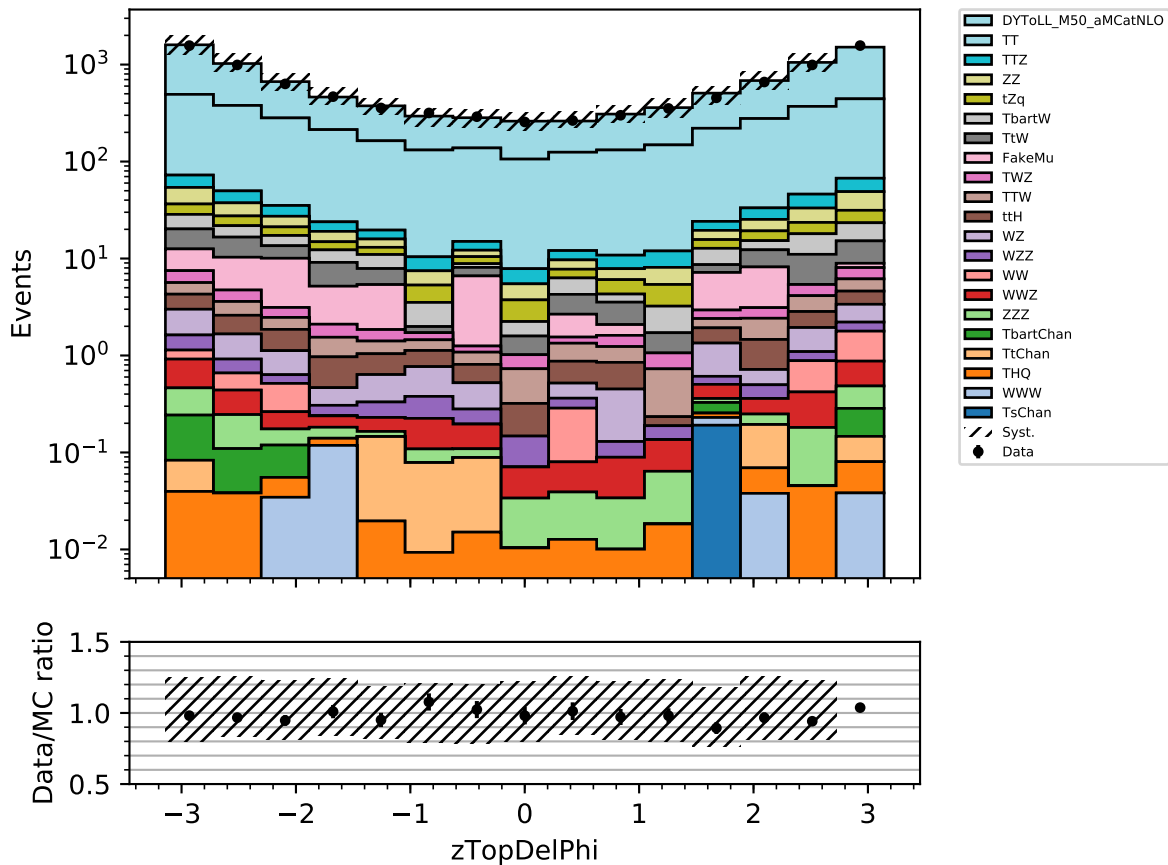 Events
10³
10²
10¹
10⁰
10⁻¹
10⁻²
DYToLL_M50_aMCatNLO
TT
TTZ
ZZ
tZq
TbartW
TtW
FakeMu
TWZ
TTW
ttH
WZ
WZZ
WW
WWZ
ZZZ
TbartChan
TtChan
THQ
WWW
TsChan
Syst.
Data
Data/MC ratio
1.5
1.0
0.5
−3 −2 −1 0 1 2 3
zTopDelPhi